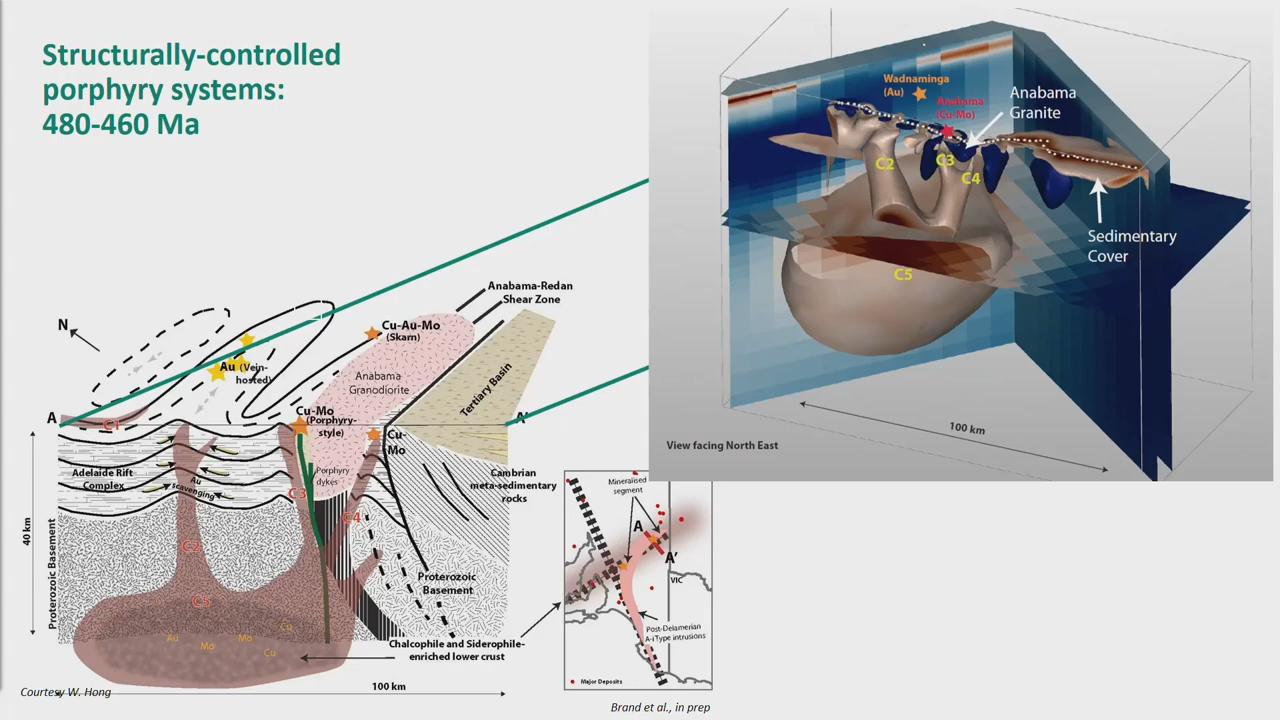 Structurally-controlled
porphyry systems:
480-460 Ma
Wadnaminga
(Au)
Anabama
(Cu-Mo)
Anabama
Granite
C2
C3
C4
C5
Sedimentary
Cover
100 km
View facing North East
N
Anabama-Redan
Shear Zone
Cu-Au-Mo
(Skarn)
Au (Vein-
hosted)
Anabama
Granodiorite
Tertiary Basin
A
A'
C1
Cu-Mo
(Porphyry-
style)
Cu-
Mo
Adelaide Rift
Complex
Au
scavenging
Porphyry
dykes
Cambrian
meta-sedimentary
rocks
C3
C4
40 km
Proterozoic Basement
C2
C5
Proterozoic
Basement
Au
Mo
Mo
Cu
Cu
Chalcophile and Siderophile-
enriched lower crust
100 km
Courtesy W. Hong
Mineralised
segment
A
A'
VIC
Post-Delamerian
A-I Type intrusions
Major Deposits
Brand et al., in prep